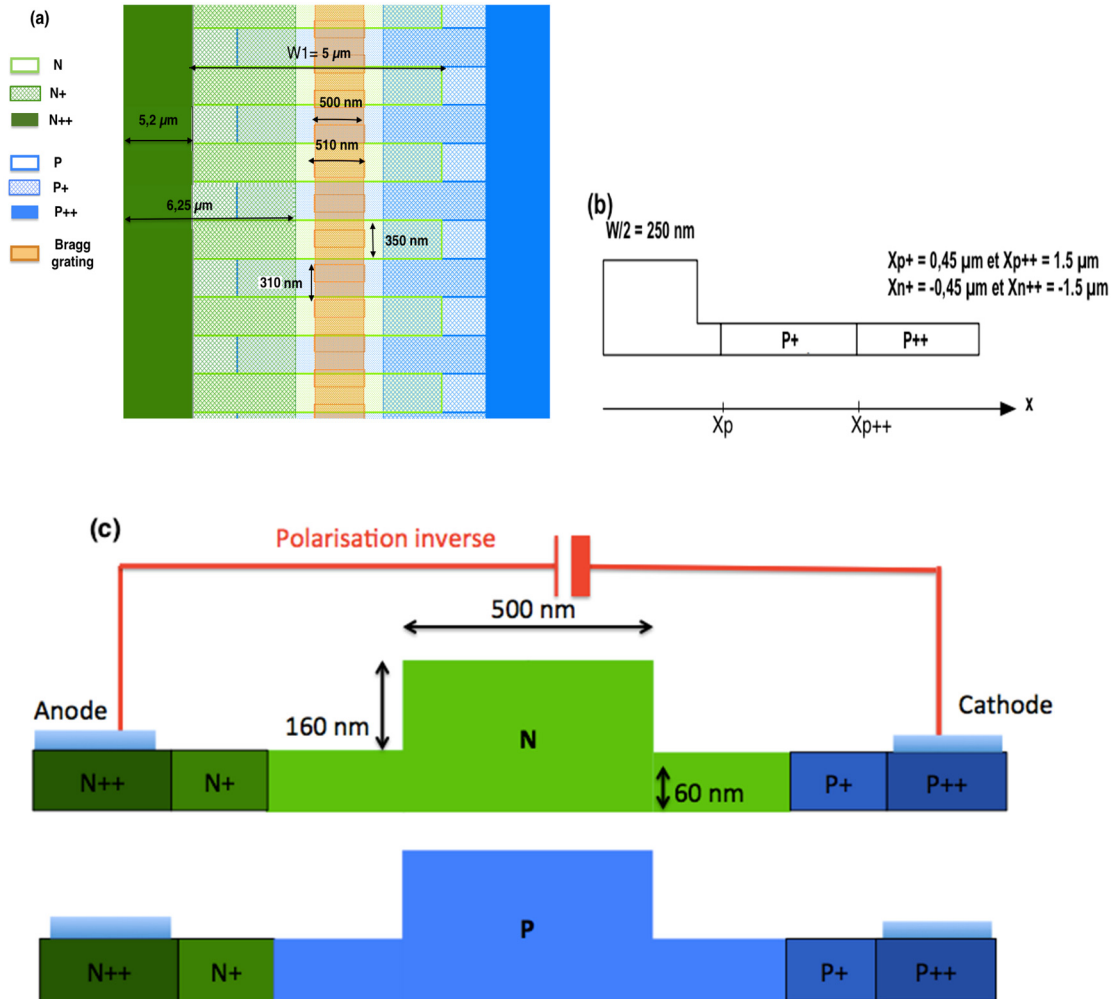 (a)
N
N+
N++
P
P+
P++
Bragg
grating
W1= 5 µm
500 nm
5,2 µm
510 nm
6,25 µm
350 nm
310 nm
(b)
W/2 = 250 nm
Xp+ = 0,45 µm et Xp++ = 1.5 µm
Xn+ = -0,45 µm et Xn++ = -1.5 µm
P+
P++
x
Xp
Xp++
(c)
Polarisation inverse
500 nm
Anode
Cathode
160 nm
N
N++
N+
60 nm
P+
P++
P
N++
N+
P+
P++